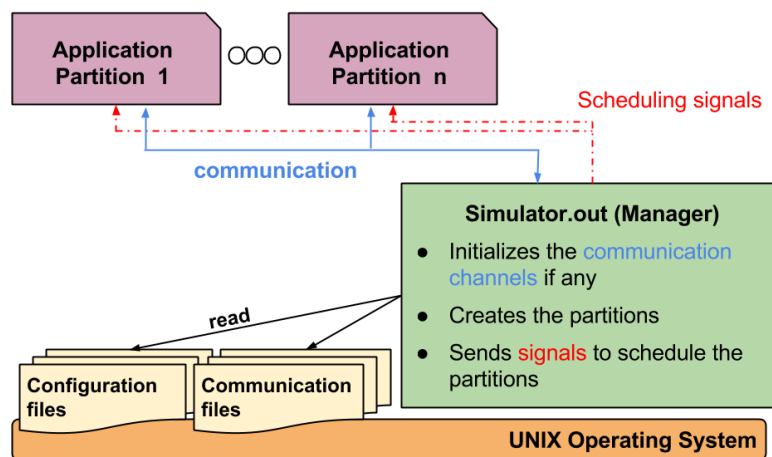 Application
Partition 1
OOO
Application
Partition n
Scheduling signals
communication
Simulator.out (Manager)
● Initializes the communication
channels if any
● Creates the partitions
● Sends signals to schedule the
partitions
read
Configuration
files
Communication
files
UNIX Operating System